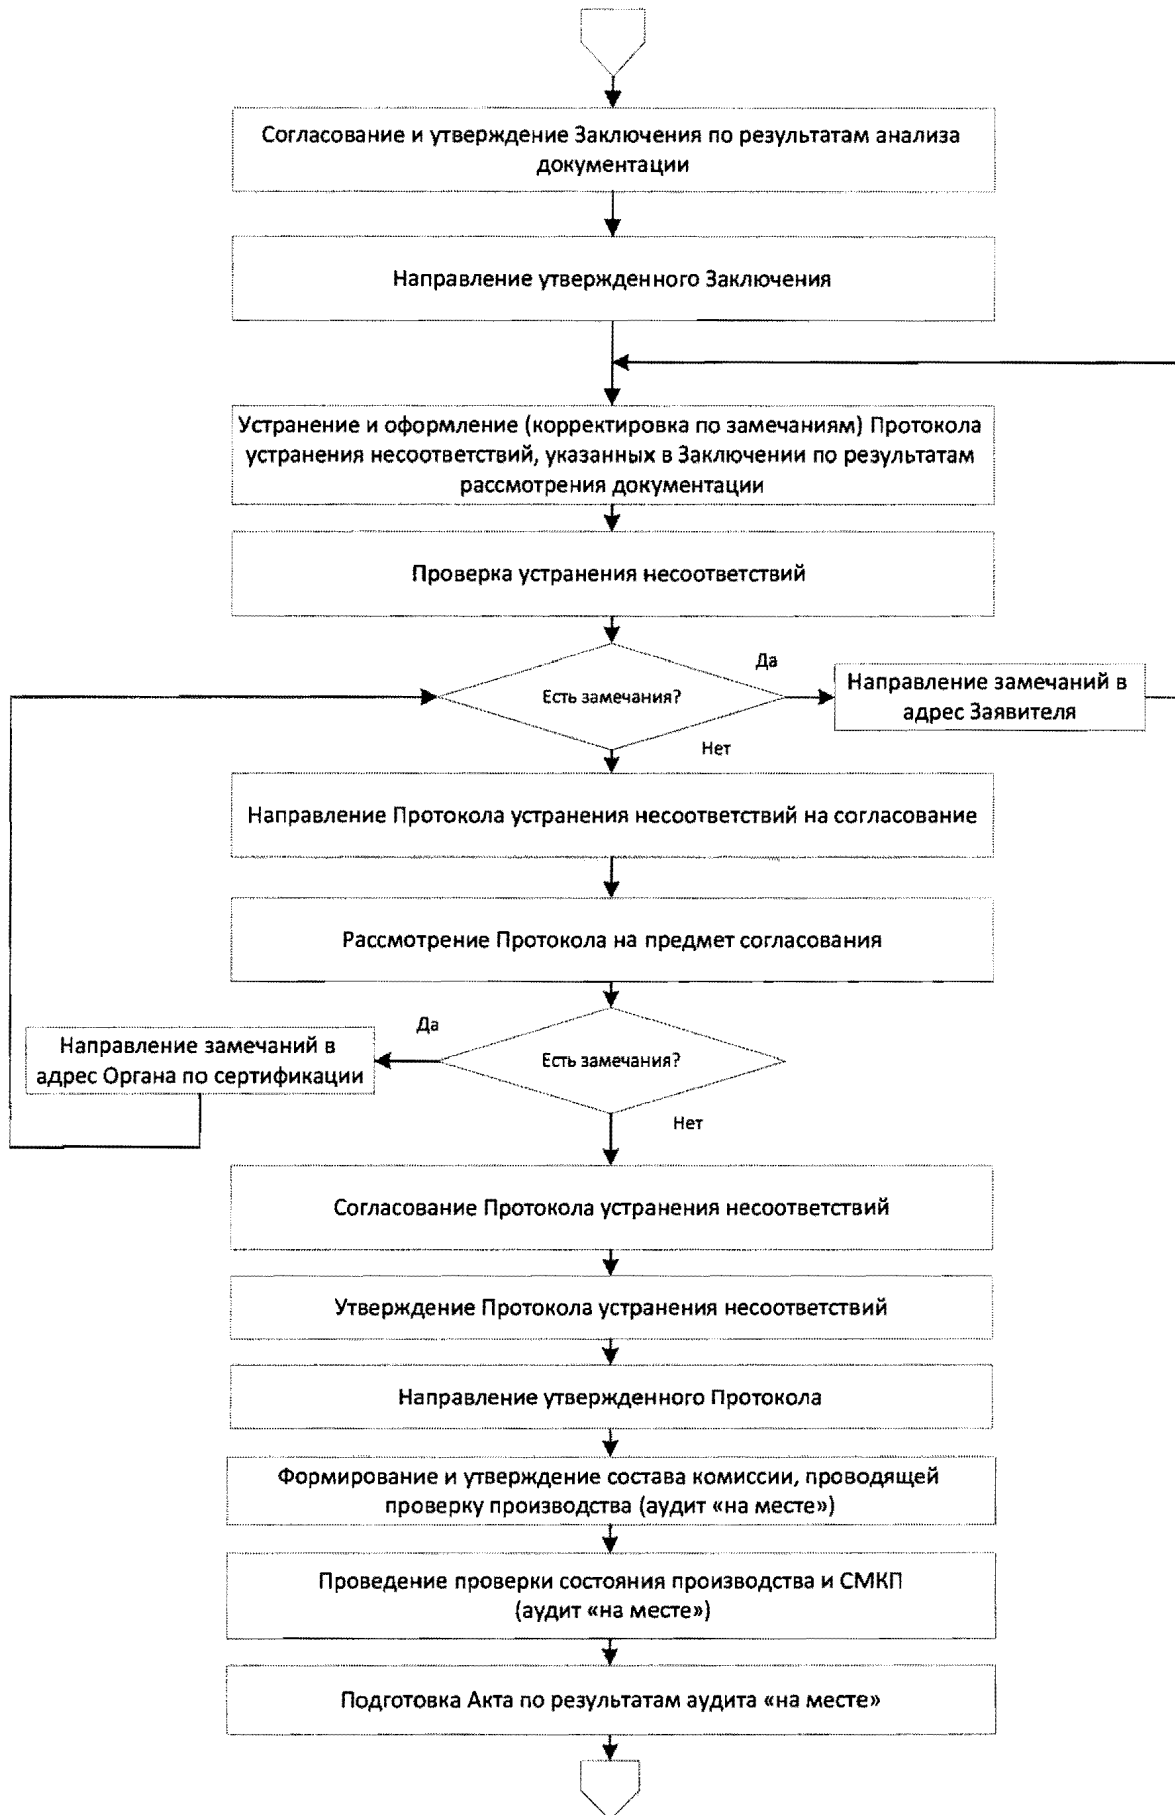 Согласование и утверждение Заключения по результатам анализа
документации
Направление утвержденного Заключения
Устранение и оформление (корректировка по замечаниям) Протокола
устранения несоответствий, указанных в Заключении по результатам
рассмотрения документации
Проверка устранения несоответствий
Есть замечания?
Да
Направление замечаний в
адрес Заявителя
Нет
Направление Протокола устранения несоответствий на согласование
Рассмотрение Протокола на предмет согласования
Да
Направление замечаний в
адрес Органа по сертификации
Есть замечания?
Нет
Согласование Протокола устранения несоответствий
Утверждение Протокола устранения несоответствий
Направление утвержденного Протокола
Формирование и утверждение состава комиссии, проводящей
проверку производства (аудит «на месте»)
Проведение проверки состояния производства и СМКП
(аудит «на месте»)
Подготовка Акта по результатам аудита «на месте»